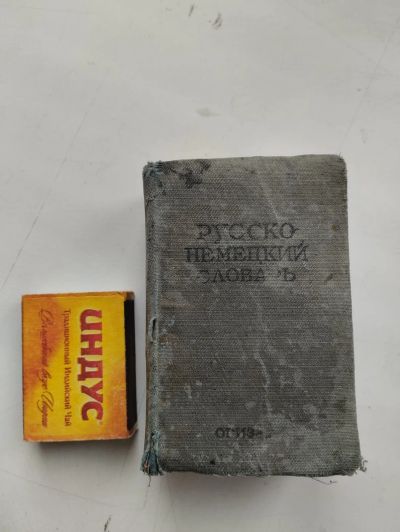 РУССКО-
НЕМЕЦКИЙ
СЛОВАРЬ
ОГИЗ
ИНДУС
Традиционный Индийский Чай